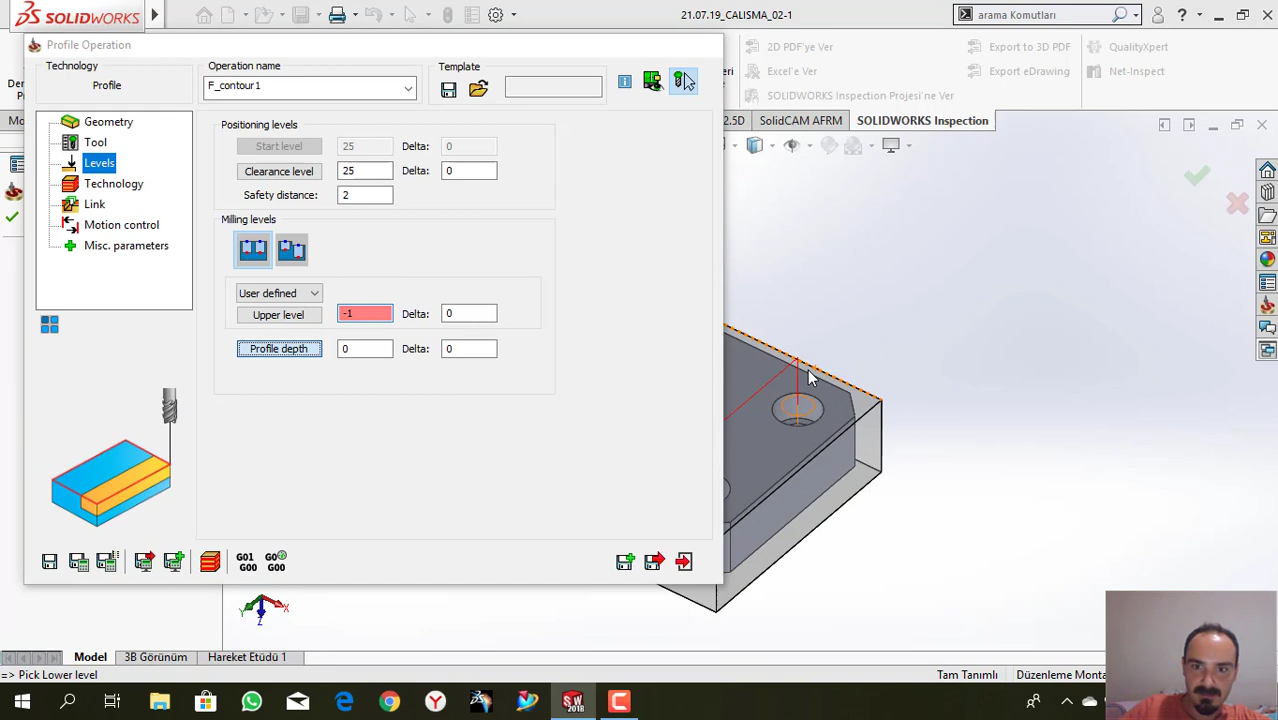 SOLIDWORKS
21.07.19_CALISMA_02-1
arama Komutları
?
Profile Operation
Technology
Profile
Operation name
F_contour1
Template
2D PDF'ye Ver
Export to 3D PDF
QualityXpert
Excel'e Ver
Export eDrawing
Net-Inspect
SOLIDWORKS Inspection Projesi'ne Ver
2.5D
SolidCAM AFRM
SOLIDWORKS Inspection
Geometry
Tool
Levels
Technology
Link
Motion control
Misc. parameters
Positioning levels
Start level 25 Delta: 0
Clearance level 25 Delta: 0
Safety distance: 2
Milling levels
User defined
Upper level -1 Delta: 0
Profile depth 0 Delta: 0
G01
G00
G0
G00
Y X
Z
Model
3B Görünüm
Hareket Etüdü 1
=> Pick Lower level
Tam Tanımlı
Düzenleme Monta
SW
2018